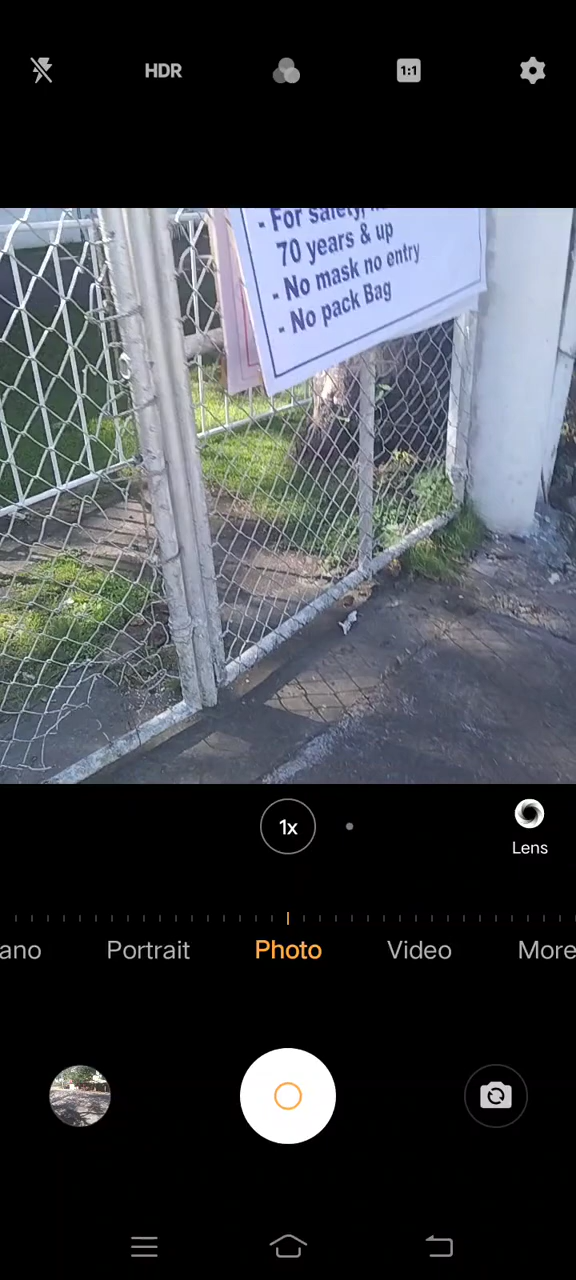 HDR
1:1
- For safety,
70 years & up
- No mask no entry
- No pack Bag
1x
Lens
ano
Portrait
Photo
Video
More